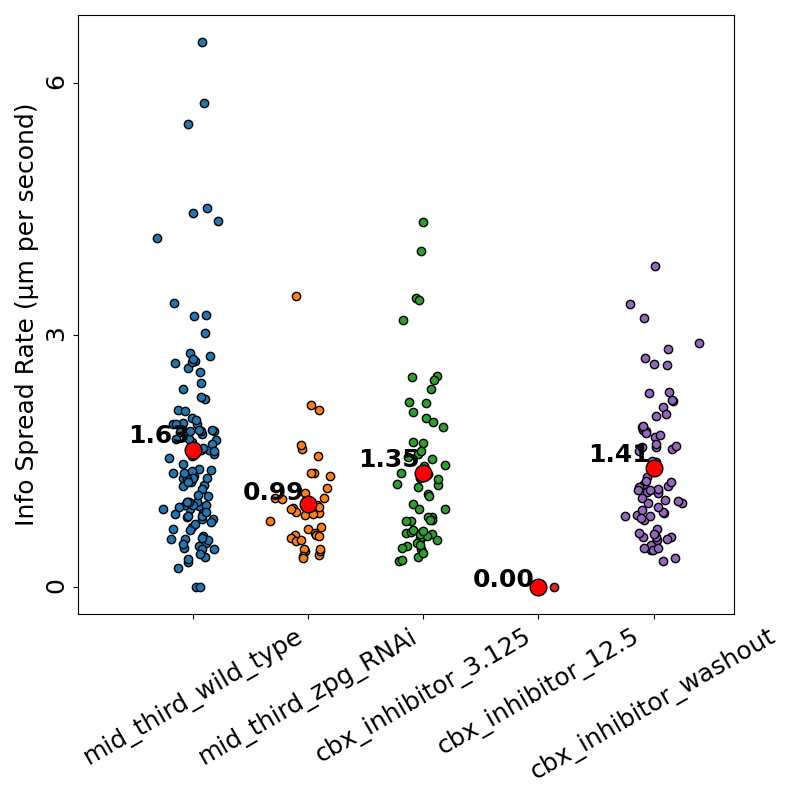 Info Spread Rate (μm per second)
6
3
0
1.63
0.99
1.35
0.00
1.41
mid_third_wild_type
mid_third_zpg_RNAi
cbx_inhibitor_3.125
cbx_inhibitor_12.5
cbx_inhibitor_washout